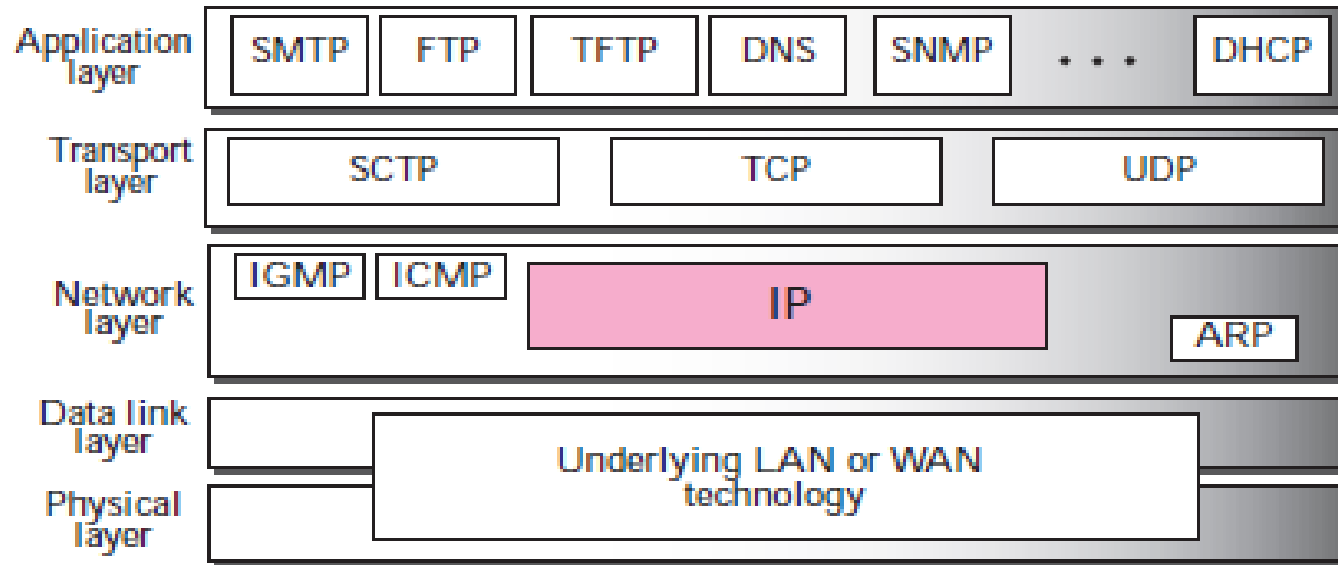 Application
layer
SMTP
FTP
TFTP
DNS
SNMP
. . .
DHCP
Transport
layer
SCTP
TCP
UDP
Network
layer
IGMP
ICMP
IP
ARP
Data link
layer
Physical
layer
Underlying LAN or WAN
technology